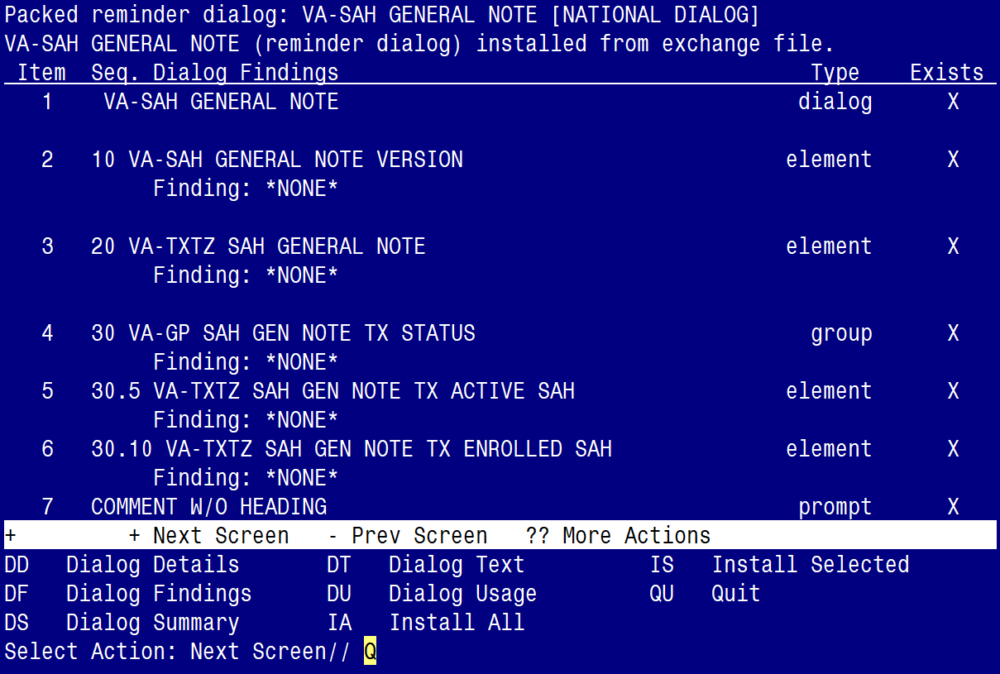 Packed reminder dialog: VA-SAH GENERAL NOTE [NATIONAL DIALOG]
VA-SAH GENERAL NOTE (reminder dialog) installed from exchange file.
Item  Seq. Dialog Findings                                      Type    Exists
1     VA-SAH GENERAL NOTE                                      dialog      X
2   10 VA-SAH GENERAL NOTE VERSION                            element      X
Finding: *NONE*
3   20 VA-TXTZ SAH GENERAL NOTE                               element      X
Finding: *NONE*
4   30 VA-GP SAH GEN NOTE TX STATUS                             group      X
Finding: *NONE*
5   30.5 VA-TXTZ SAH GEN NOTE TX ACTIVE SAH                   element      X
Finding: *NONE*
6   30.10 VA-TXTZ SAH GEN NOTE TX ENROLLED SAH                element      X
Finding: *NONE*
7   COMMENT W/O HEADING                                        prompt      X
+         + Next Screen   - Prev Screen   ?? More Actions
DD   Dialog Details       DT   Dialog Text          IS   Install Selected
DF   Dialog Findings      DU   Dialog Usage         QU   Quit
DS   Dialog Summary       IA   Install All
Select Action: Next Screen// Q